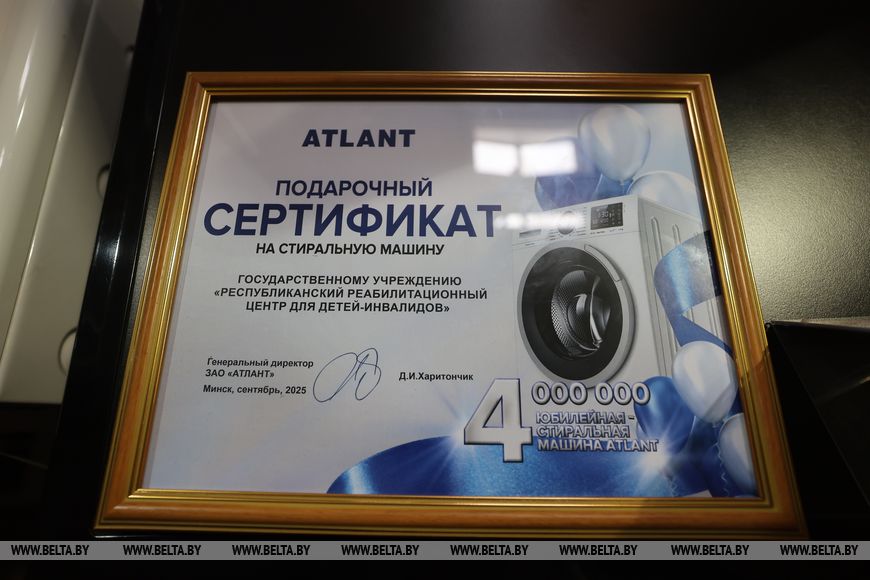 ATLANT
ПОДАРОЧНЫЙ
СЕРТИФИКАТ
НА СТИРАЛЬНУЮ МАШИНУ
ГОСУДАРСТВЕННОМУ УЧРЕЖДЕНИЮ
«РЕСПУБЛИКАНСКИЙ РЕАБИЛИТАЦИОННЫЙ
ЦЕНТР ДЛЯ ДЕТЕЙ-ИНВАЛИДОВ»
Генеральный директор
ЗАО «АТЛАНТ»
Д.И.Харитончик
Минск, сентябрь, 2025
4 000 000
ЮБИЛЕЙНАЯ -
СТИРАЛЬНАЯ
МАШИНА ATLANT
WWW.BELTA.BY WWW.BELTA.BY WWW.BELTA.BY WWW.BELTA.BY WWW.BELTA.BY WWW.BELTA.BY WWW.BELTA.BY WWW.BELTA.BY